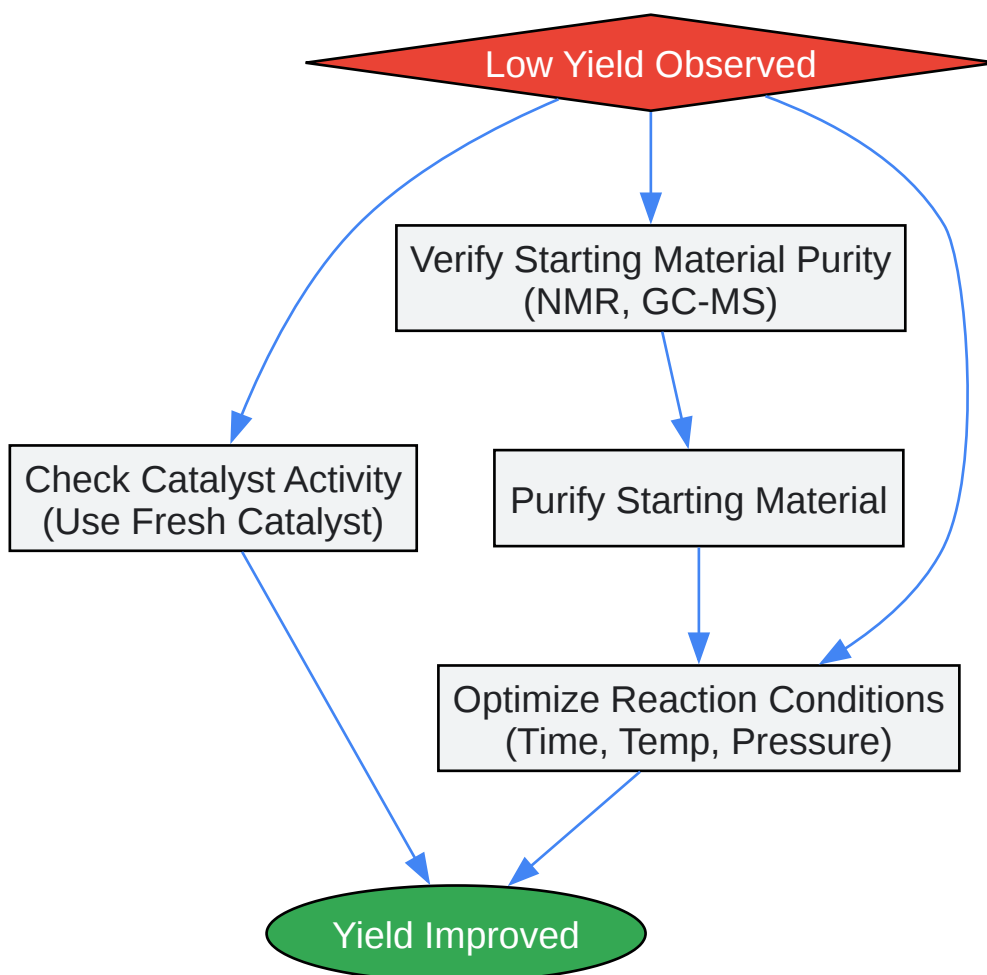 Low Yield Observed
Verify Starting Material Purity
(NMR, GC-MS)
Check Catalyst Activity
(Use Fresh Catalyst)
Purify Starting Material
Optimize Reaction Conditions
(Time, Temp, Pressure)
Yield Improved